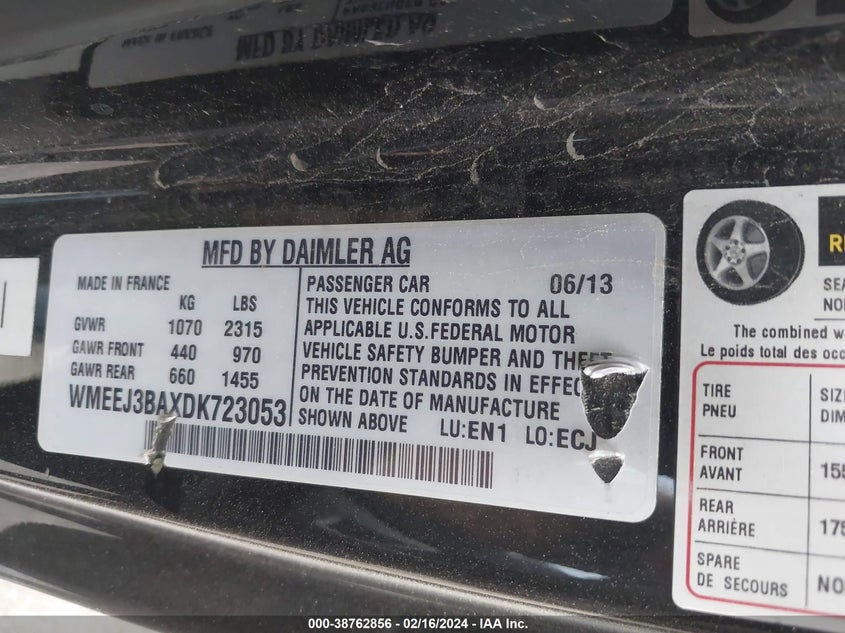 MFD BY DAIMLER AG
MADE IN FRANCE
KG LBS
GVWR 1070 2315
GAWR FRONT 440 970
GAWR REAR 660 1455
WMEEJ3BAXDK723053
PASSENGER CAR 06/13
THIS VEHICLE CONFORMS TO ALL
APPLICABLE U.S.FEDERAL MOTOR
VEHICLE SAFETY BUMPER AND THEFT
PREVENTION STANDARDS IN EFFECT
ON THE DATE OF MANUFACTURE
SHOWN ABOVE LU:EN1 LO:ECJ
The combined
Le poids total des
TIRE
PNEU
FRONT
AVANT
155
REAR
ARRIÈRE
175
SPARE
DE SECOURS
000-38762856 - 02/16/2024 - IAA Inc.